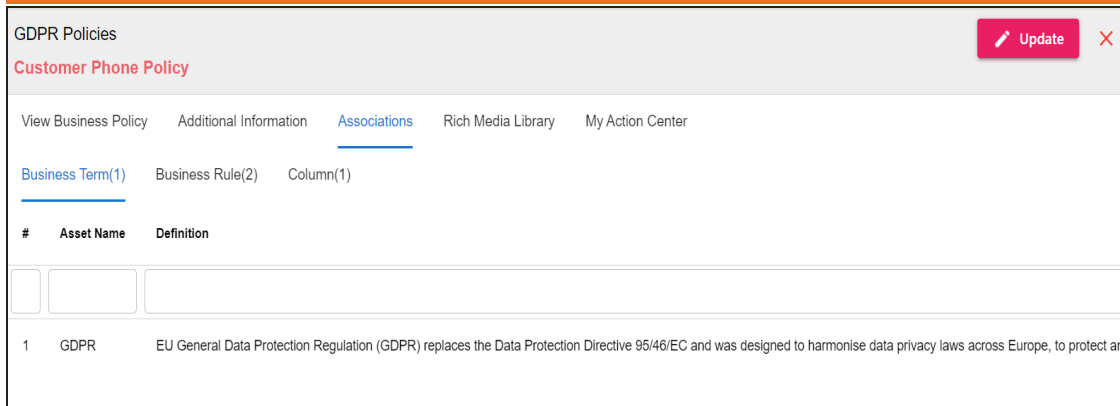 GDPR Policies
Update
Customer Phone Policy
View Business Policy Additional Information Associations Rich Media Library My Action Center
Business Term(1) Business Rule(2) Column(1)
# Asset Name Definition
1 GDPR EU General Data Protection Regulation (GDPR) replaces the Data Protection Directive 95/46/EC and was designed to harmonise data privacy laws across Europe, to protect